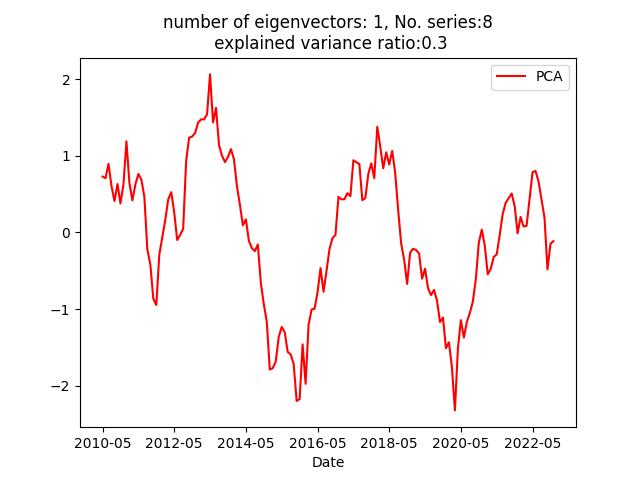 number of eigenvectors: 1, No. series:8
explained variance ratio:0.3
PCA
2
1
0
−1
−2
2010-05 2012-05 2014-05 2016-05 2018-05 2020-05 2022-05
Date